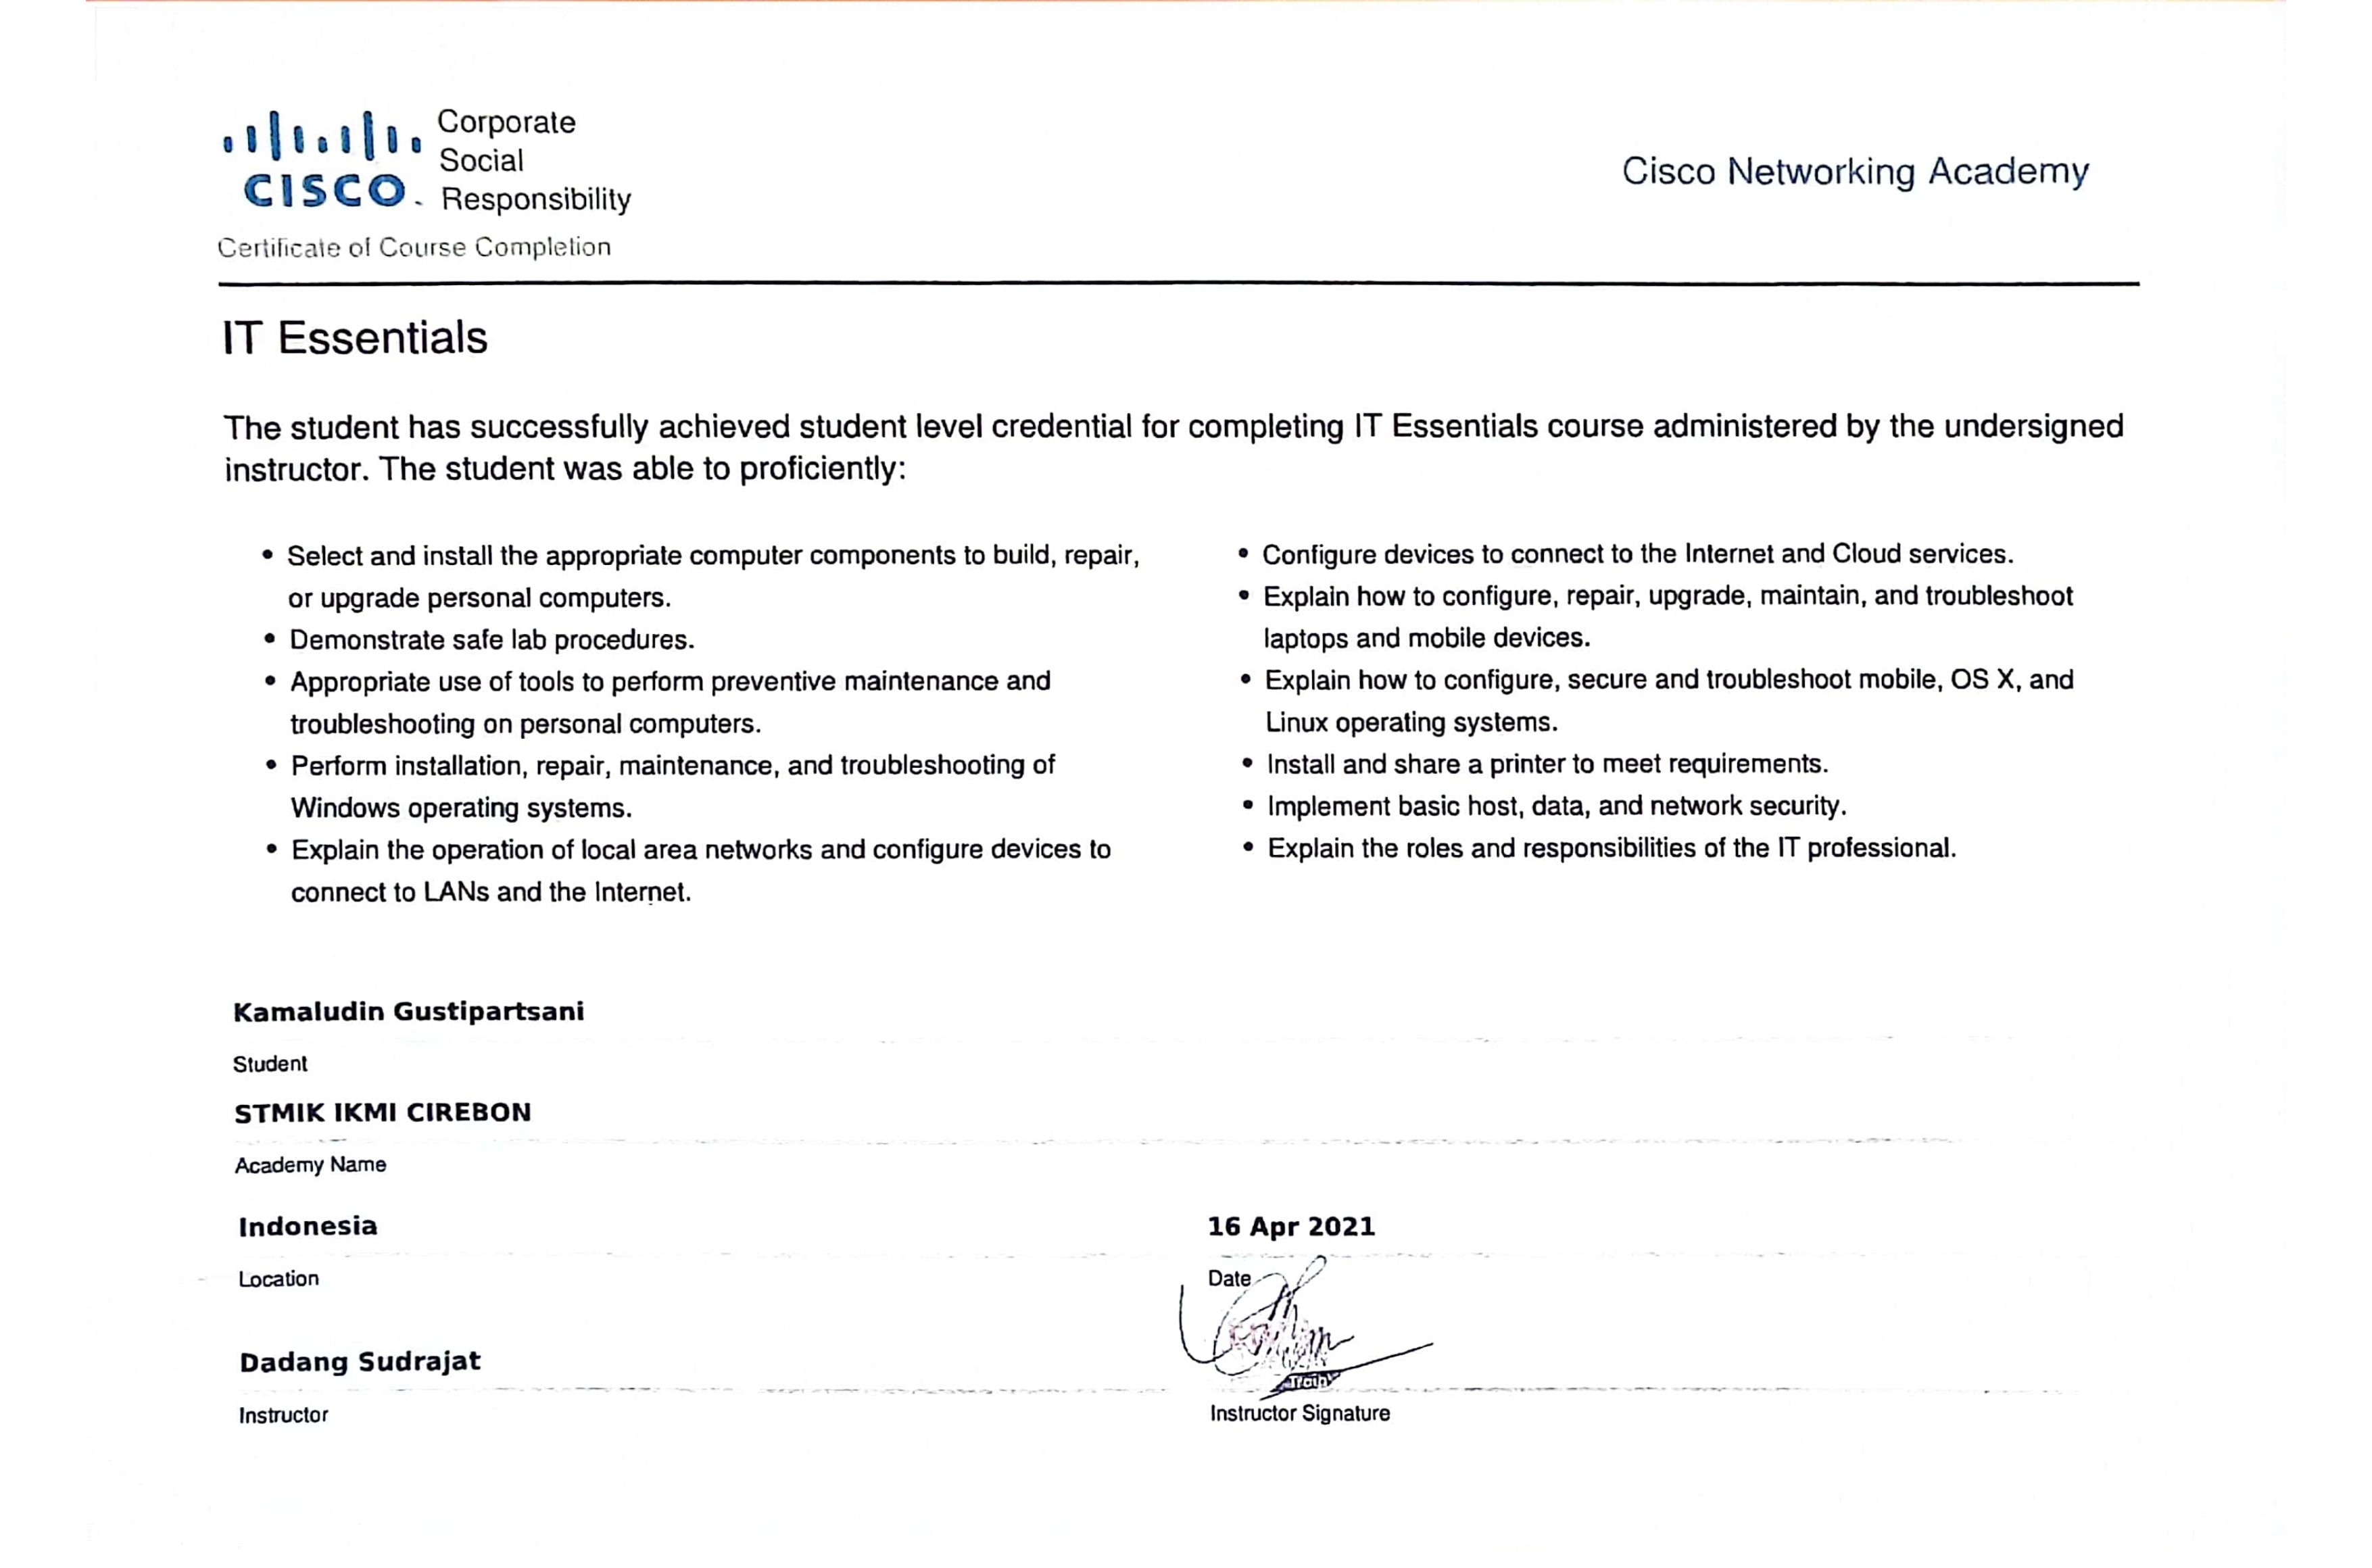 Corporate
Social
CISCO. Responsibility
Certificate of Course Completion
Cisco Networking Academy
IT Essentials
The student has successfully achieved student level credential for completing IT Essentials course administered by the undersigned
instructor. The student was able to proficiently:
• Select and install the appropriate computer components to build, repair,
or upgrade personal computers.
• Demonstrate safe lab procedures.
• Appropriate use of tools to perform preventive maintenance and
troubleshooting on personal computers.
• Perform installation, repair, maintenance, and troubleshooting of
Windows operating systems.
• Explain the operation of local area networks and configure devices to
connect to LANs and the Internet.
• Configure devices to connect to the Internet and Cloud services.
• Explain how to configure, repair, upgrade, maintain, and troubleshoot
laptops and mobile devices.
• Explain how to configure, secure and troubleshoot mobile, OS X, and
Linux operating systems.
• Install and share a printer to meet requirements.
• Implement basic host, data, and network security.
• Explain the roles and responsibilities of the IT professional.
Kamaludin Gustipartsani
Student
STMIK IKMI CIREBON
Academy Name
Indonesia
Location
16 Apr 2021
Date
Dadang Sudrajat
Instructor
Instructor Signature